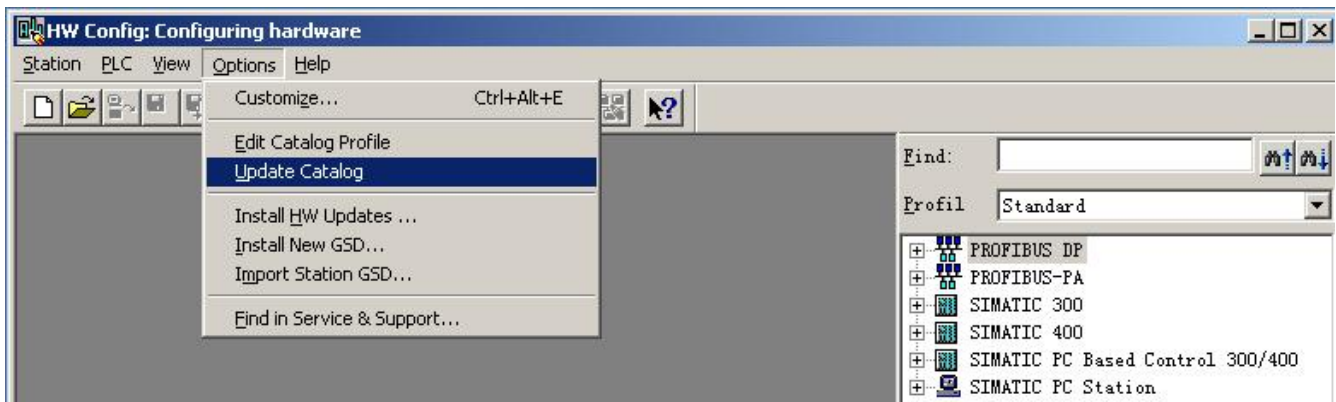 HW Config: Configuring hardware
Station PLC View Options Help
Customize... Ctrl+Alt+E
Edit Catalog Profile
Update Catalog
Install HW Updates ...
Install New GSD...
Import Station GSD...
Find in Service & Support...
Find:
Profil Standard
PROFIBUS DP
PROFIBUS-PA
SIMATIC 300
SIMATIC 400
SIMATIC PC Based Control 300/400
SIMATIC PC Station